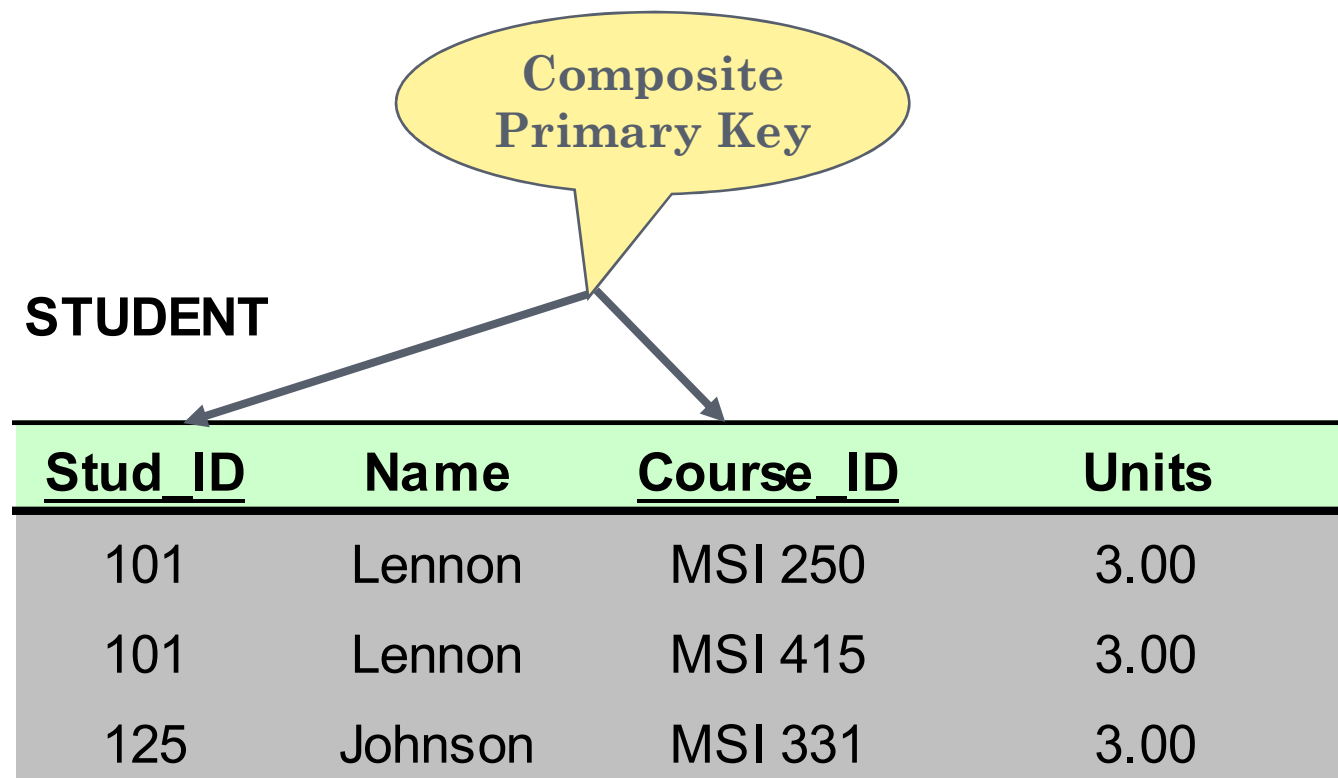 Composite
Primary Key
STUDENT
Stud_ID Name Course_ID Units
101 Lennon MSI 250 3.00
101 Lennon MSI 415 3.00
125 Johnson MSI 331 3.00